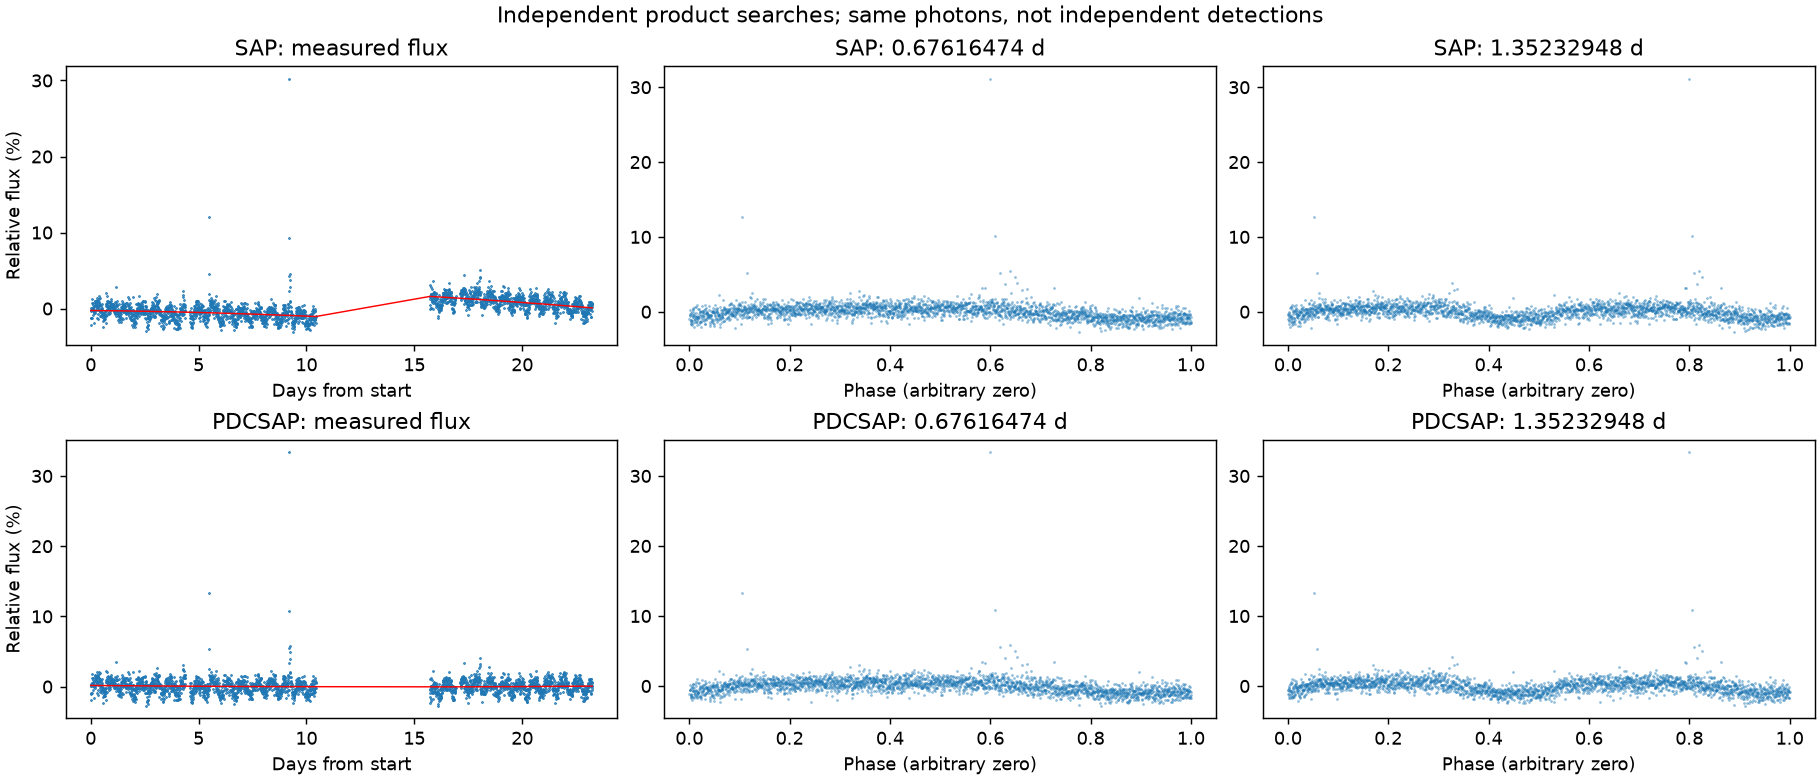 Independent product searches; same photons, not independent detections
SAP: measured flux
SAP: 0.67616474 d
SAP: 1.35232948 d
Relative flux (%)
30
20
10
0
30
20
10
0
30
20
10
0
0 5 10 15 20
0.0 0.2 0.4 0.6 0.8 1.0
0.0 0.2 0.4 0.6 0.8 1.0
Days from start
Phase (arbitrary zero)
Phase (arbitrary zero)
PDCSAP: measured flux
PDCSAP: 0.67616474 d
PDCSAP: 1.35232948 d
Relative flux (%)
30
20
10
0
30
20
10
0
30
20
10
0
0 5 10 15 20
0.0 0.2 0.4 0.6 0.8 1.0
0.0 0.2 0.4 0.6 0.8 1.0
Days from start
Phase (arbitrary zero)
Phase (arbitrary zero)